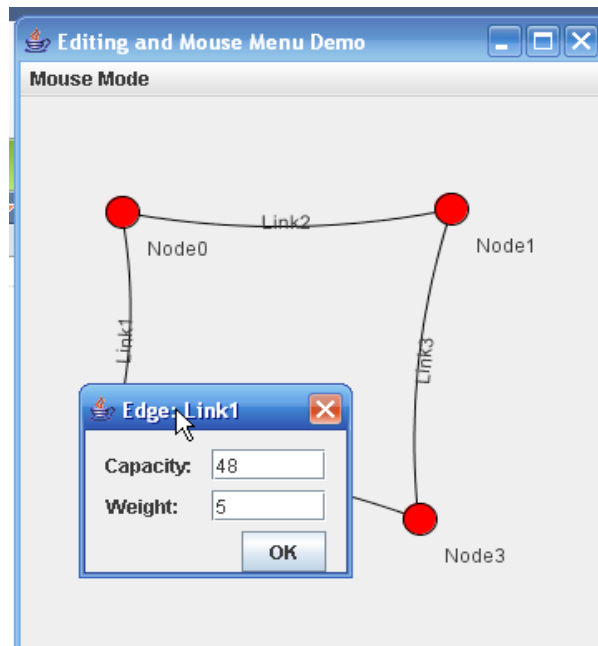 Editing and Mouse Menu Demo
Mouse Mode
Link2
Node0
Node1
Link1
Link3
Edge: Link1
Capacity: 48
Weight: 5
OK
Node3